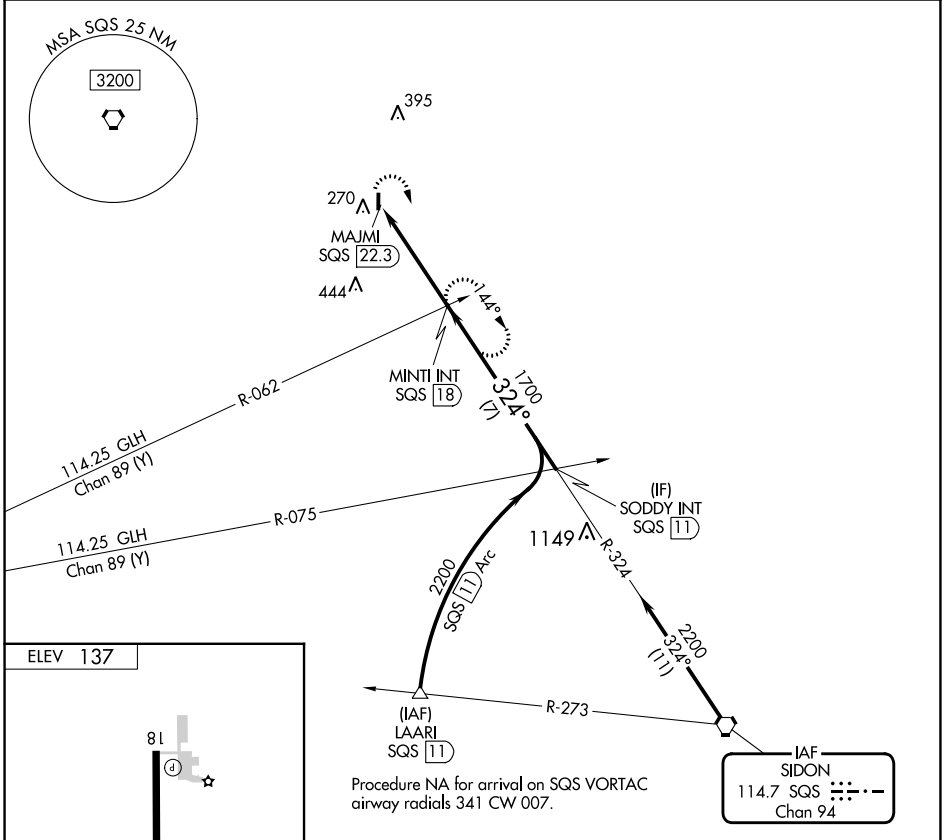 MSA SQS 25 NM
3200
395
270
MAJMI
SQS 22.3
444
144°
MINTI INT
SQS 18
1700
324°
(7)
R-062
114.25 GLH
Chan 89 (Y)
(IF)
SODDY INT
SQS 11
R-075
1149
R-324
114.25 GLH
Chan 89 (Y)
2200
SQS 11 Arc
2200
324°
(11)
ELEV 137
R-273
(IAF)
LAARI
SQS 11
18
P
IAF
SIDON
114.7 SQS
Chan 94
Procedure NA for arrival on SQS VORTAC
airway radials 341 CW 007.